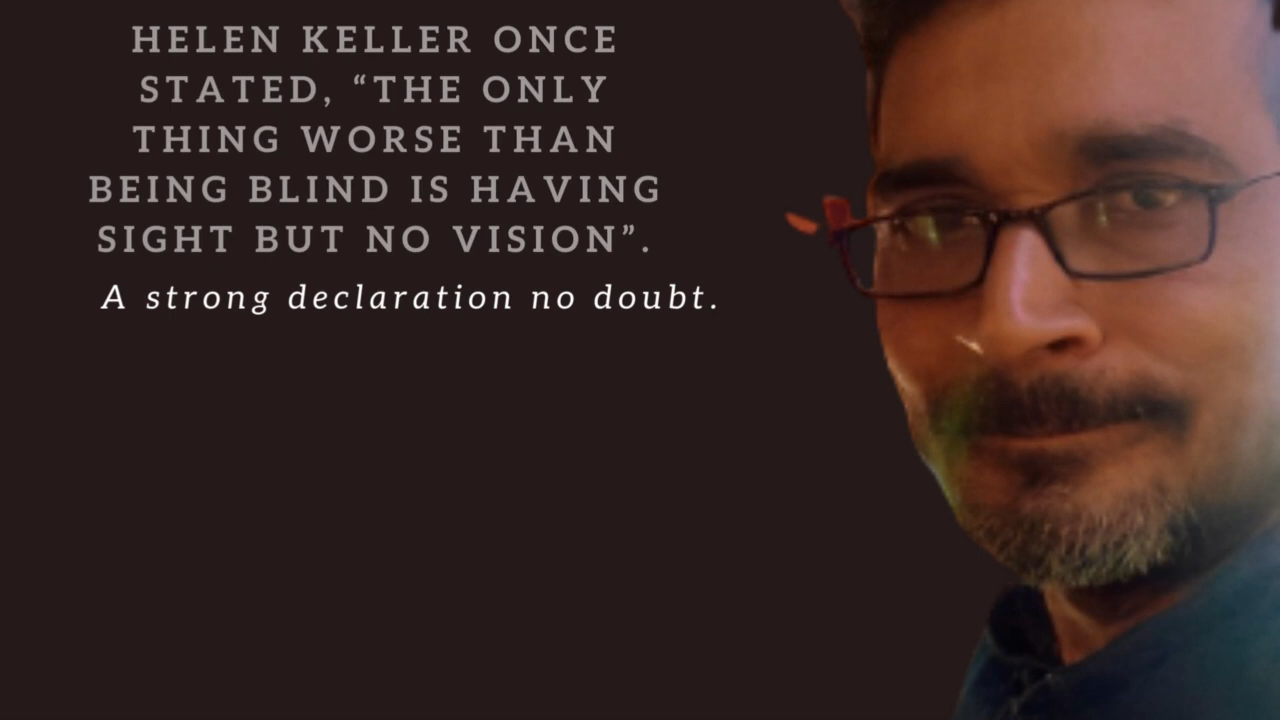 HELEN KELLER ONCE
STATED, “THE ONLY
THING WORSE THAN
BEING BLIND IS HAVING
SIGHT BUT NO VISION”.
A strong declaration no doubt.